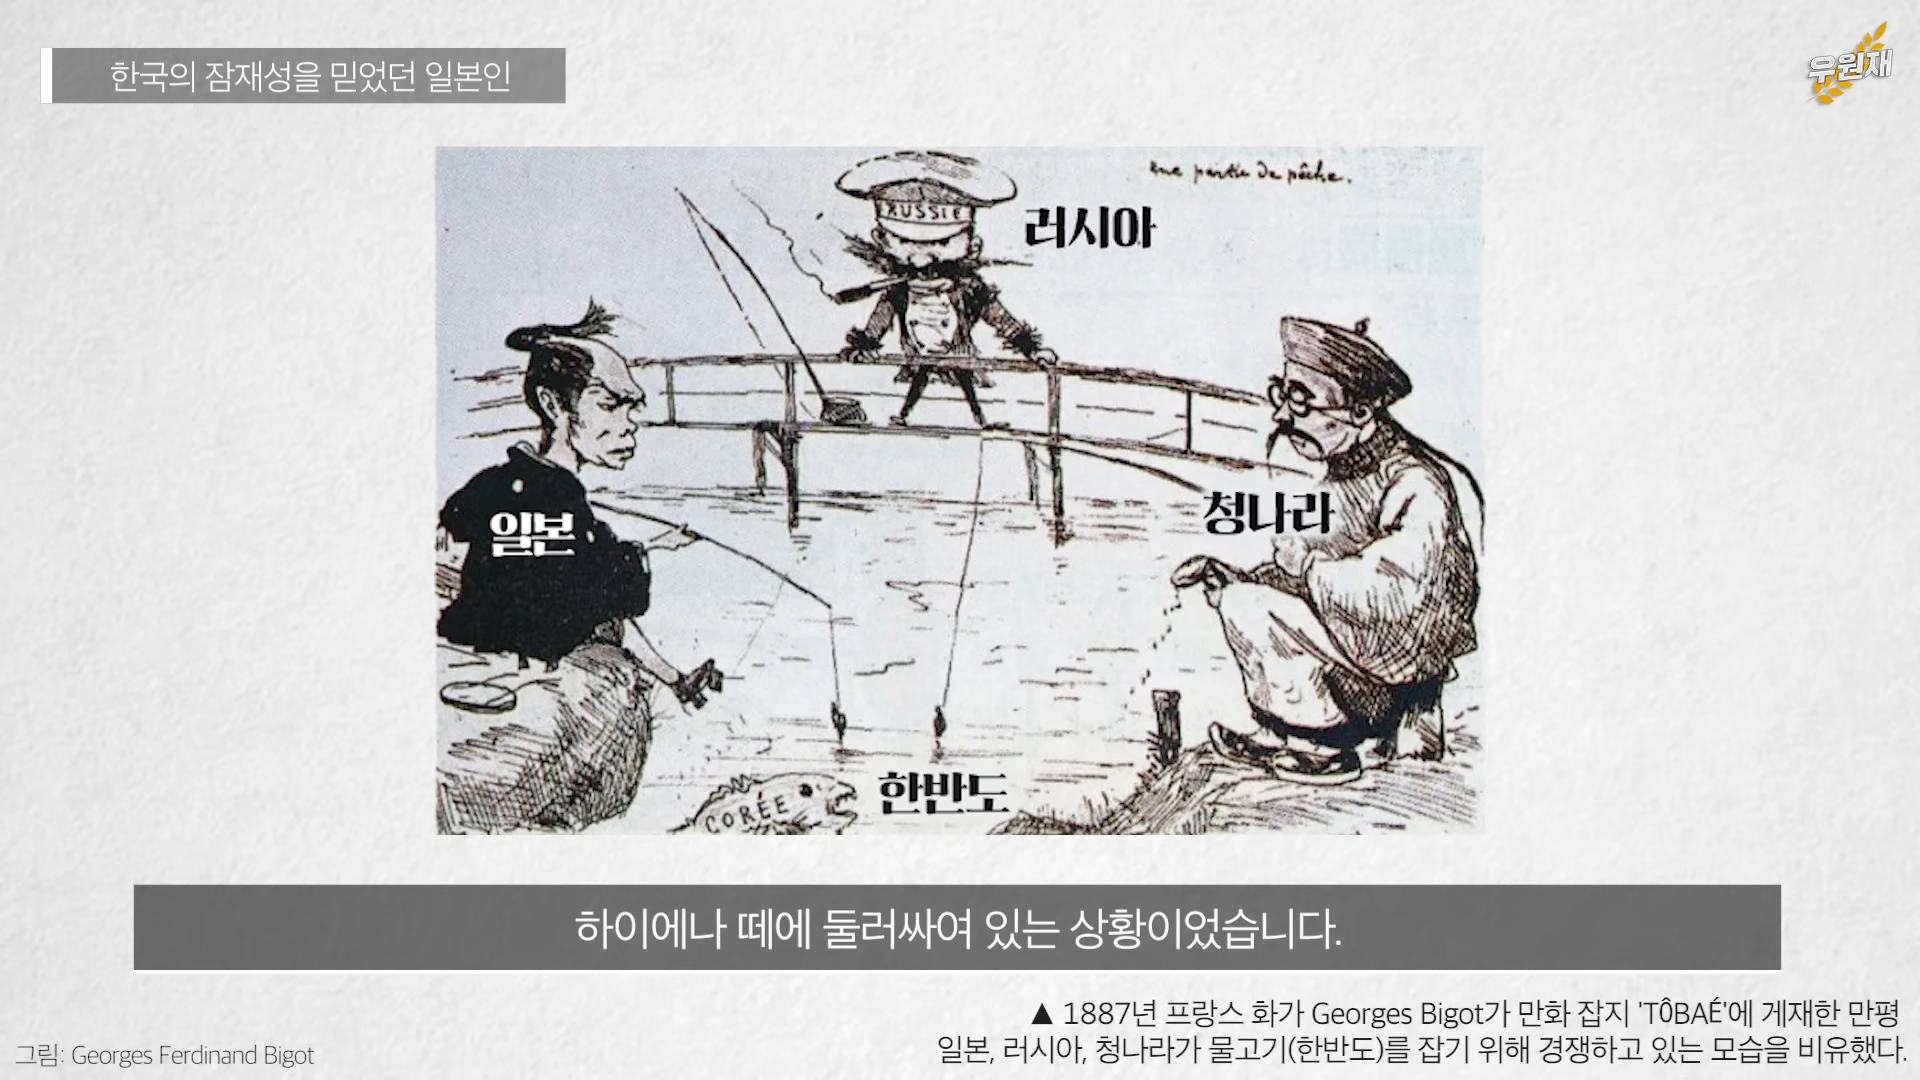 한국의 잠재성을 믿었던 일본인
우원재
une partie de pêche.
RUSSIE
러시아
일본
청나라
한반도
CORÉE
하이에나 떼에 둘러싸여 있는 상황이었습니다.
▲ 1887년 프랑스 화가 Georges Bigot가 만화 잡지 'TÔBAÉ'에 게재한 만평
일본, 러시아, 청나라가 물고기(한반도)를 잡기 위해 경쟁하고 있는 모습을 비유했다.
그림: Georges Ferdinand Bigot